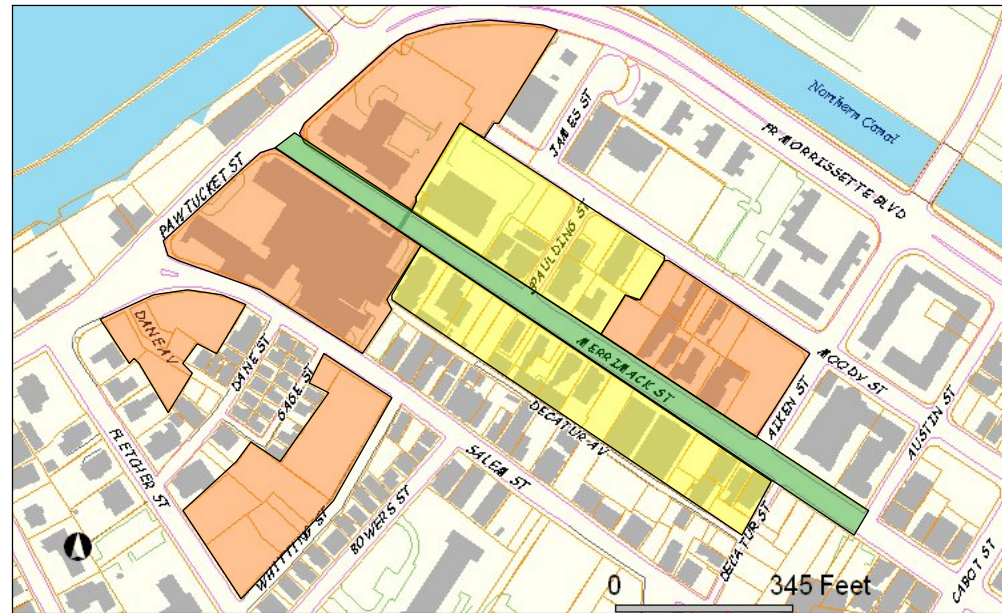 Northern Canal
JAMES ST
FR MORRISSETTE BLVD
PAWTUCKET ST
PAULDING ST
DANE AV
DANE ST
SAGE ST
MERRIMACK ST
MOODY ST
AIKEN ST
AUSTIN ST
DECATUR AV
SALEM ST
FLETCHER ST
WHITING ST
BOWERS ST
DECATUR ST
CABOT ST
0 345 Feet